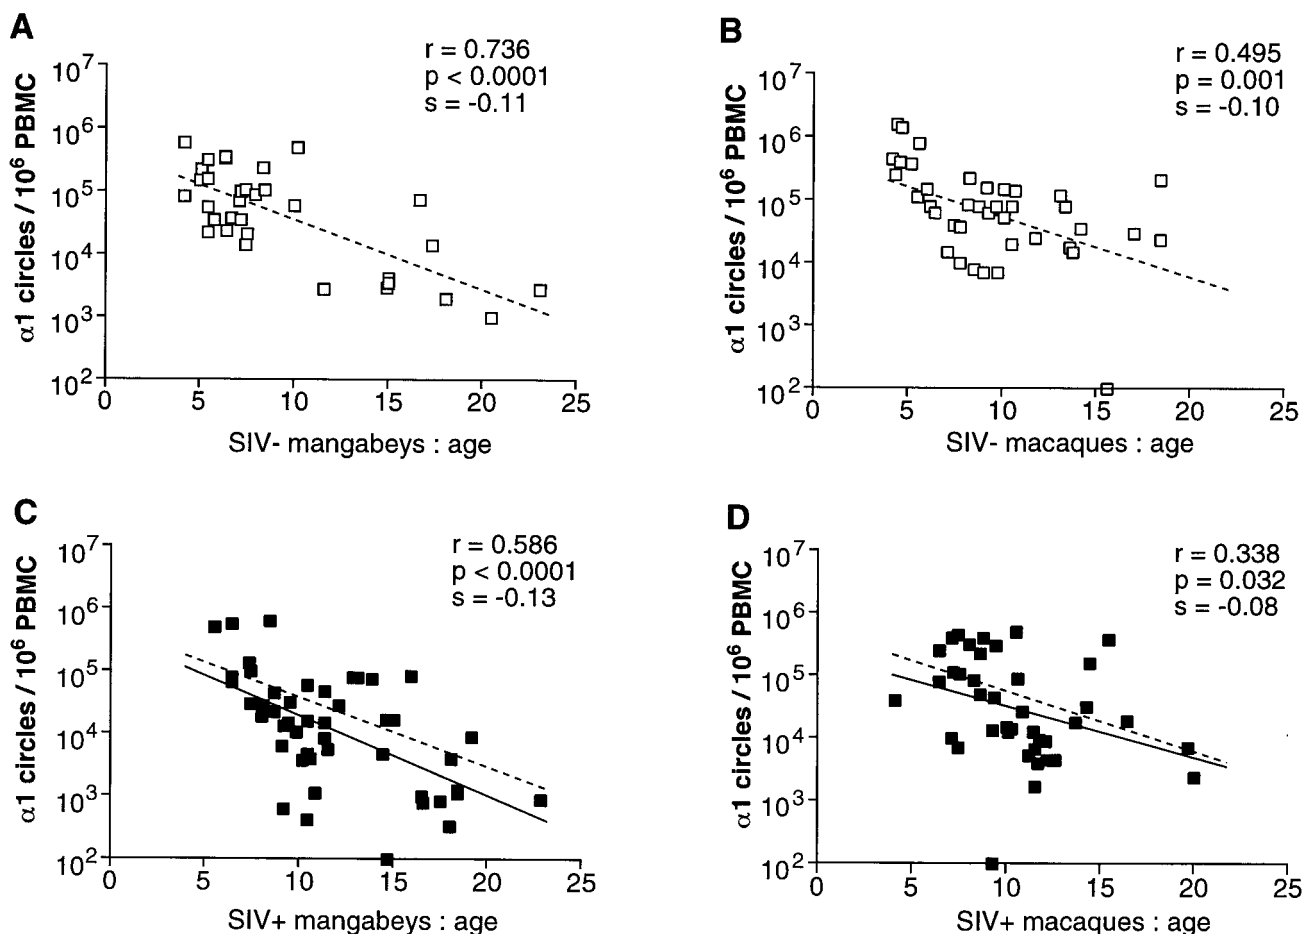 A
r = 0.736
p < 0.0001
s = -0.11
α1 circles / 10⁶ PBMC
10⁷
10⁶
10⁵
10⁴
10³
10²
0 5 10 15 20 25
SIV- mangabeys : age
B
r = 0.495
p = 0.001
s = -0.10
α1 circles / 10⁶ PBMC
10⁷
10⁶
10⁵
10⁴
10³
10²
0 5 10 15 20 25
SIV- macaques : age
C
r = 0.586
p < 0.0001
s = -0.13
α1 circles / 10⁶ PBMC
10⁷
10⁶
10⁵
10⁴
10³
10²
0 5 10 15 20 25
SIV+ mangabeys : age
D
r = 0.338
p = 0.032
s = -0.08
α1 circles / 10⁶ PBMC
10⁷
10⁶
10⁵
10⁴
10³
10²
0 5 10 15 20 25
SIV+ macaques : age